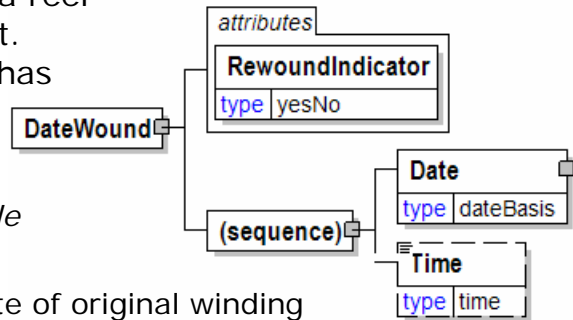 a reel
t.
has
attributes
RewoundIndicator
type yesNo
DateWound
Date
type dateBasis
le
(sequence)
Time
type time
te of original winding